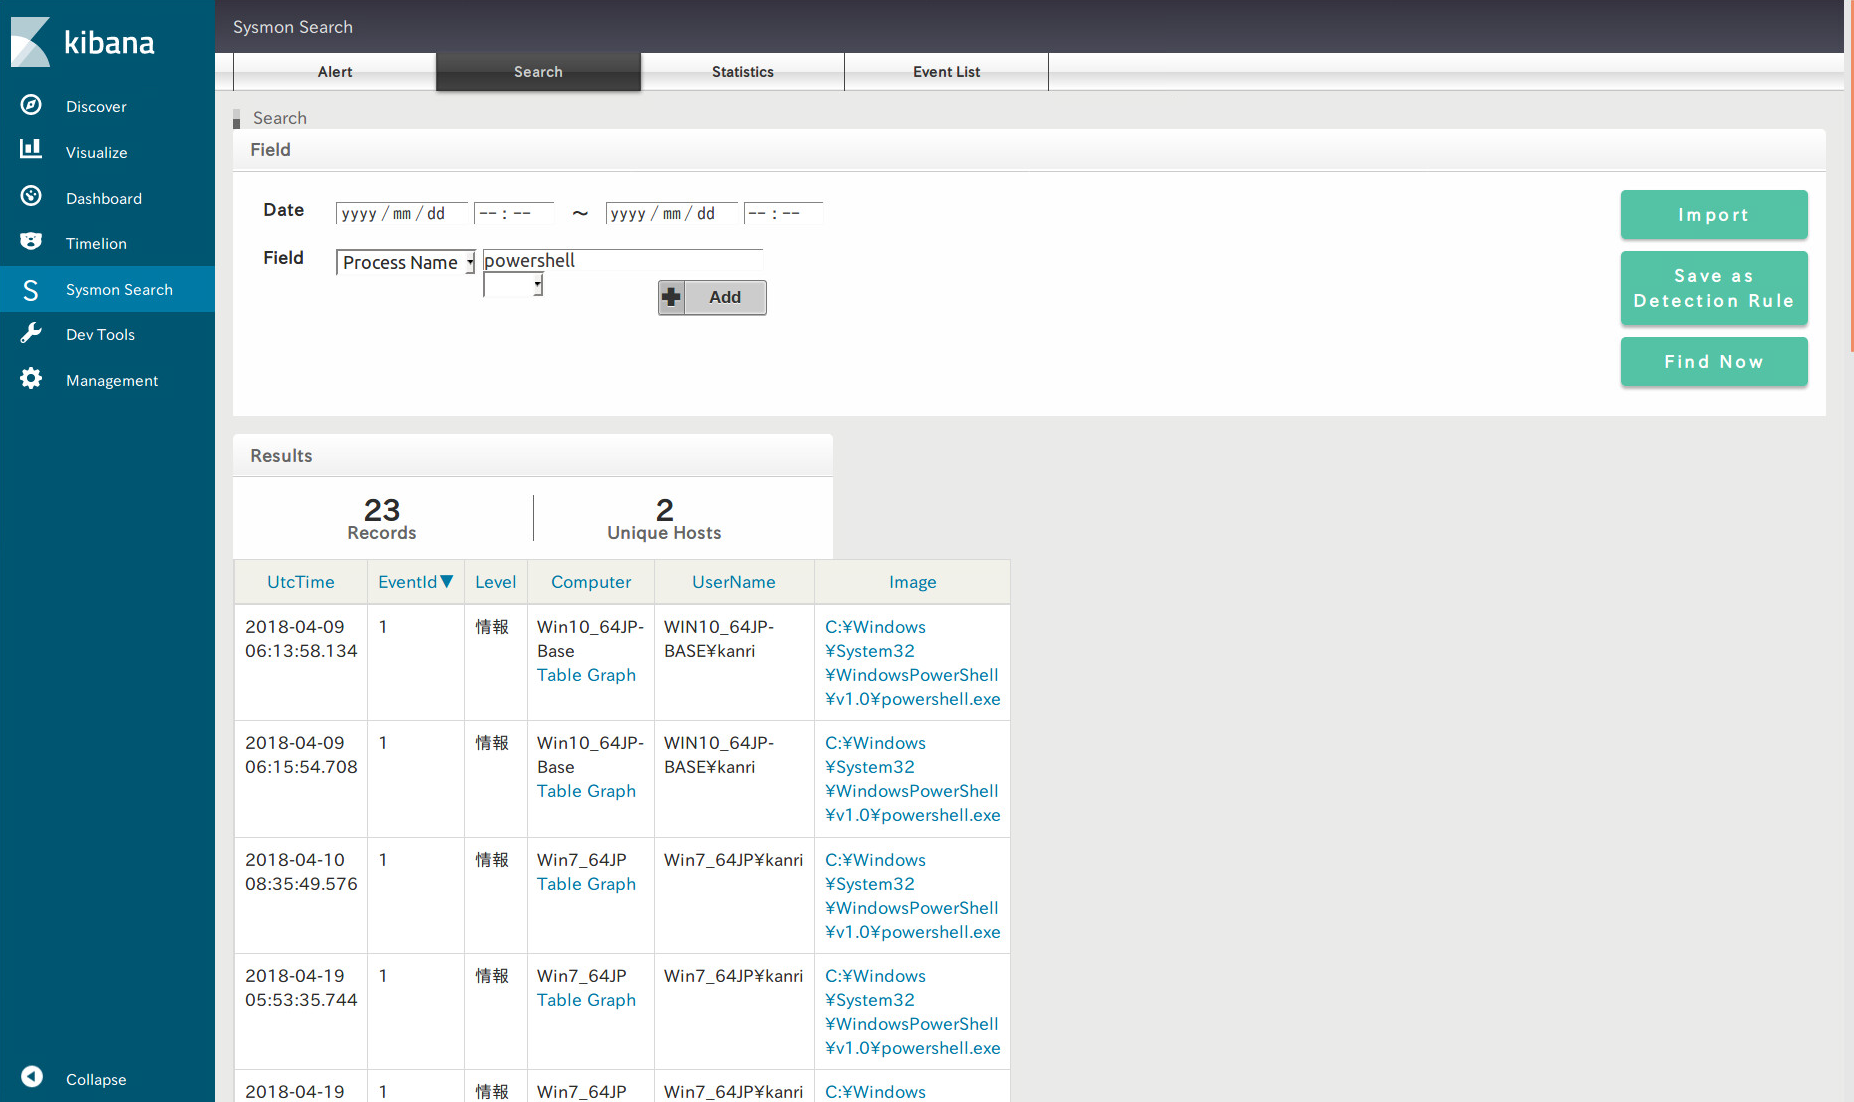 kibana
Discover
Visualize
Dashboard
Timelion
S Sysmon Search
Dev Tools
Management
Collapse
Sysmon Search
Alert
Search
Statistics
Event List
Search
Field
Date yyyy / mm / dd -- : -- ~ yyyy / mm / dd -- : --
Field Process Name powershell
Add
Import
Save as
Detection Rule
Find Now
Results
23
Records
2
Unique Hosts
UtcTime EventId▼ Level Computer UserName Image
2018-04-09 1 情報 Win10_64JP- WIN10_64JP- C:¥Windows
06:13:58.134 Base BASE¥kanri ¥System32
Table Graph ¥WindowsPowerShell
¥v1.0¥powershell.exe
2018-04-09 1 情報 Win10_64JP- WIN10_64JP- C:¥Windows
06:15:54.708 Base BASE¥kanri ¥System32
Table Graph ¥WindowsPowerShell
¥v1.0¥powershell.exe
2018-04-10 1 情報 Win7_64JP Win7_64JP¥kanri C:¥Windows
08:35:49.576 Table Graph ¥System32
¥WindowsPowerShell
¥v1.0¥powershell.exe
2018-04-19 1 情報 Win7_64JP Win7_64JP¥kanri C:¥Windows
05:53:35.744 Table Graph ¥System32
¥WindowsPowerShell
¥v1.0¥powershell.exe
2018-04-19 1 情報 Win7_64JP Win7_64JP¥kanri C:¥Windows